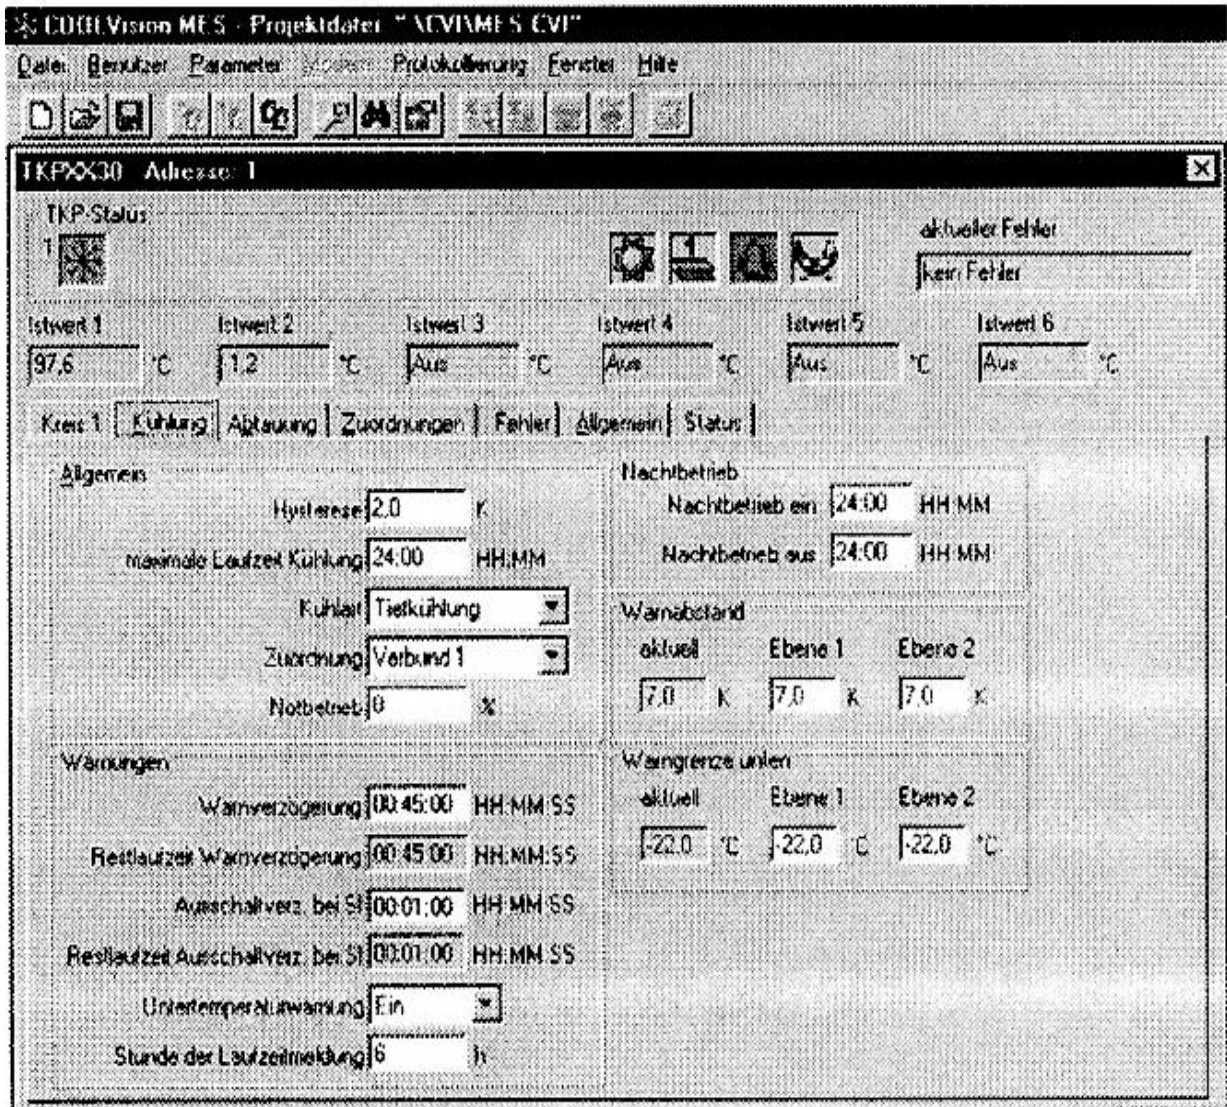 COOLVision MES - Projektdatei "\CVI\MES.CVI"
Datei Benutzer Parameter Modem Protokollierung Fenster Hilfe
TKPXX30 Adresse: 1
TKP-Status
1
aktueller Fehler
kein Fehler
Istwert 1 Istwert 2 Istwert 3 Istwert 4 Istwert 5 Istwert 6
97,6 °C -1,2 °C Aus °C Aus °C Aus °C Aus °C
Kreis 1 Kühlung Abtauung Zuordnungen Fehler Allgemein Status
Allgemein
Hysterese 2,0 K
maximale Laufzeit Kühlung 24:00 HH:MM
Kühlart Tiefkühlung
Zuordnung Verbund 1
Notbetrieb 0 %
Warnungen
Warnverzögerung 00:45:00 HH:MM:SS
Restlaufzeit Warnverzögerung 00:45:00 HH:MM:SS
Ausschaltverz. bei St 00:01:00 HH:MM:SS
Restlaufzeit Ausschaltverz. bei St 00:01:00 HH:MM:SS
Untertemperaturwarnung Ein
Stunde der Laufzeitmeldung 6 h
Nachtbetrieb
Nachtbetrieb ein 24:00 HH:MM
Nachtbetrieb aus 24:00 HH:MM
Warnabstand
aktuell Ebene 1 Ebene 2
7,0 K 7,0 K 7,0 K
Warngrenze unten
aktuell Ebene 1 Ebene 2
-22,0 °C -22,0 °C -22,0 °C